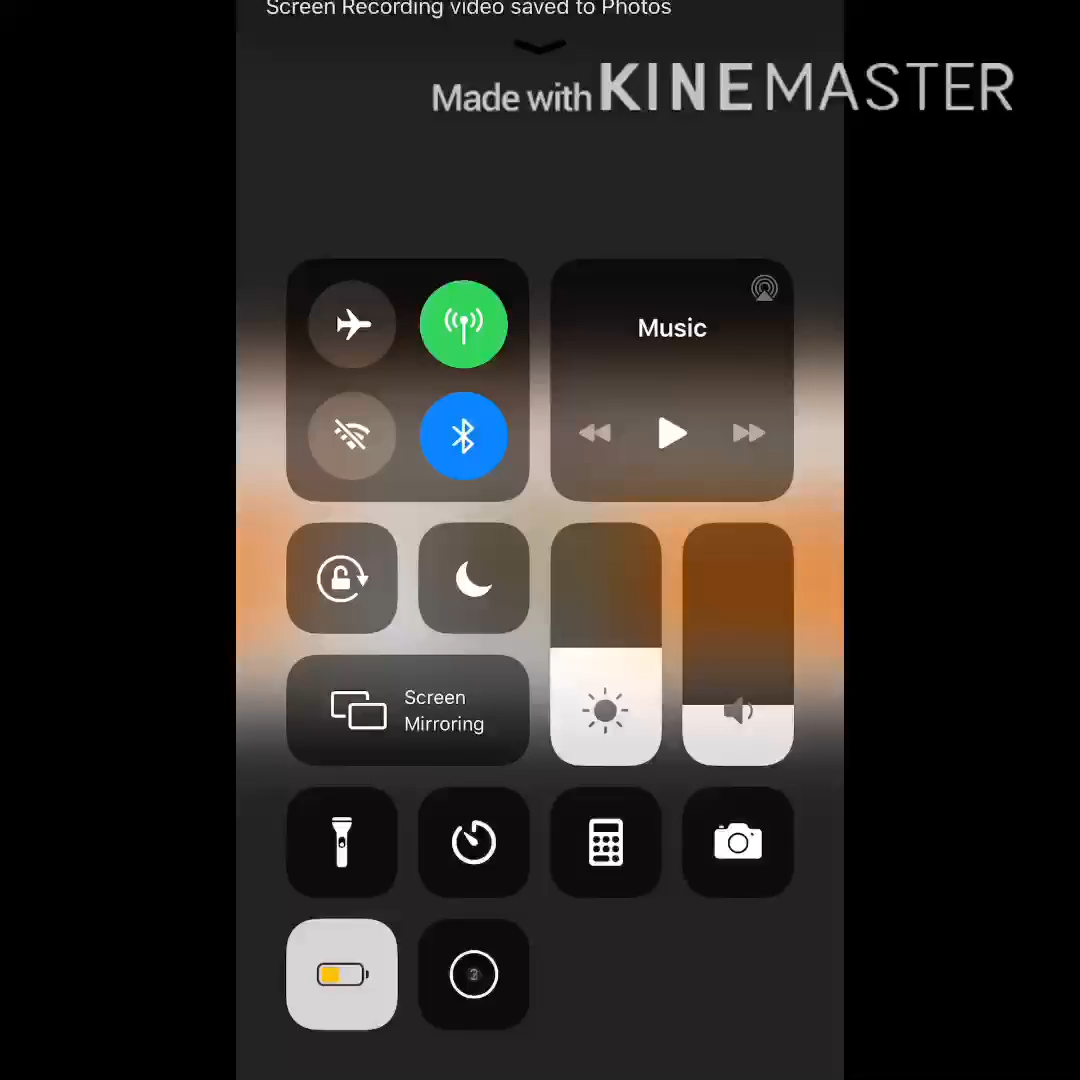 Screen Recording video saved to Photos
Made with KINEMASTER
Music
Screen
Mirroring